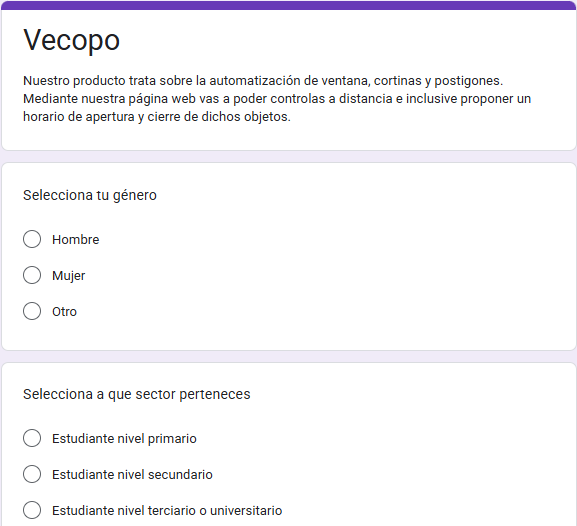 Vecopo
Nuestro producto trata sobre la automatización de ventana, cortinas y postigones.
Mediante nuestra página web vas a poder controlas a distancia e inclusive proponer un
horario de apertura y cierre de dichos objetos.
Selecciona tu género
Hombre
Mujer
Otro
Selecciona a que sector perteneces
Estudiante nivel primario
Estudiante nivel secundario
Estudiante nivel terciario o universitario